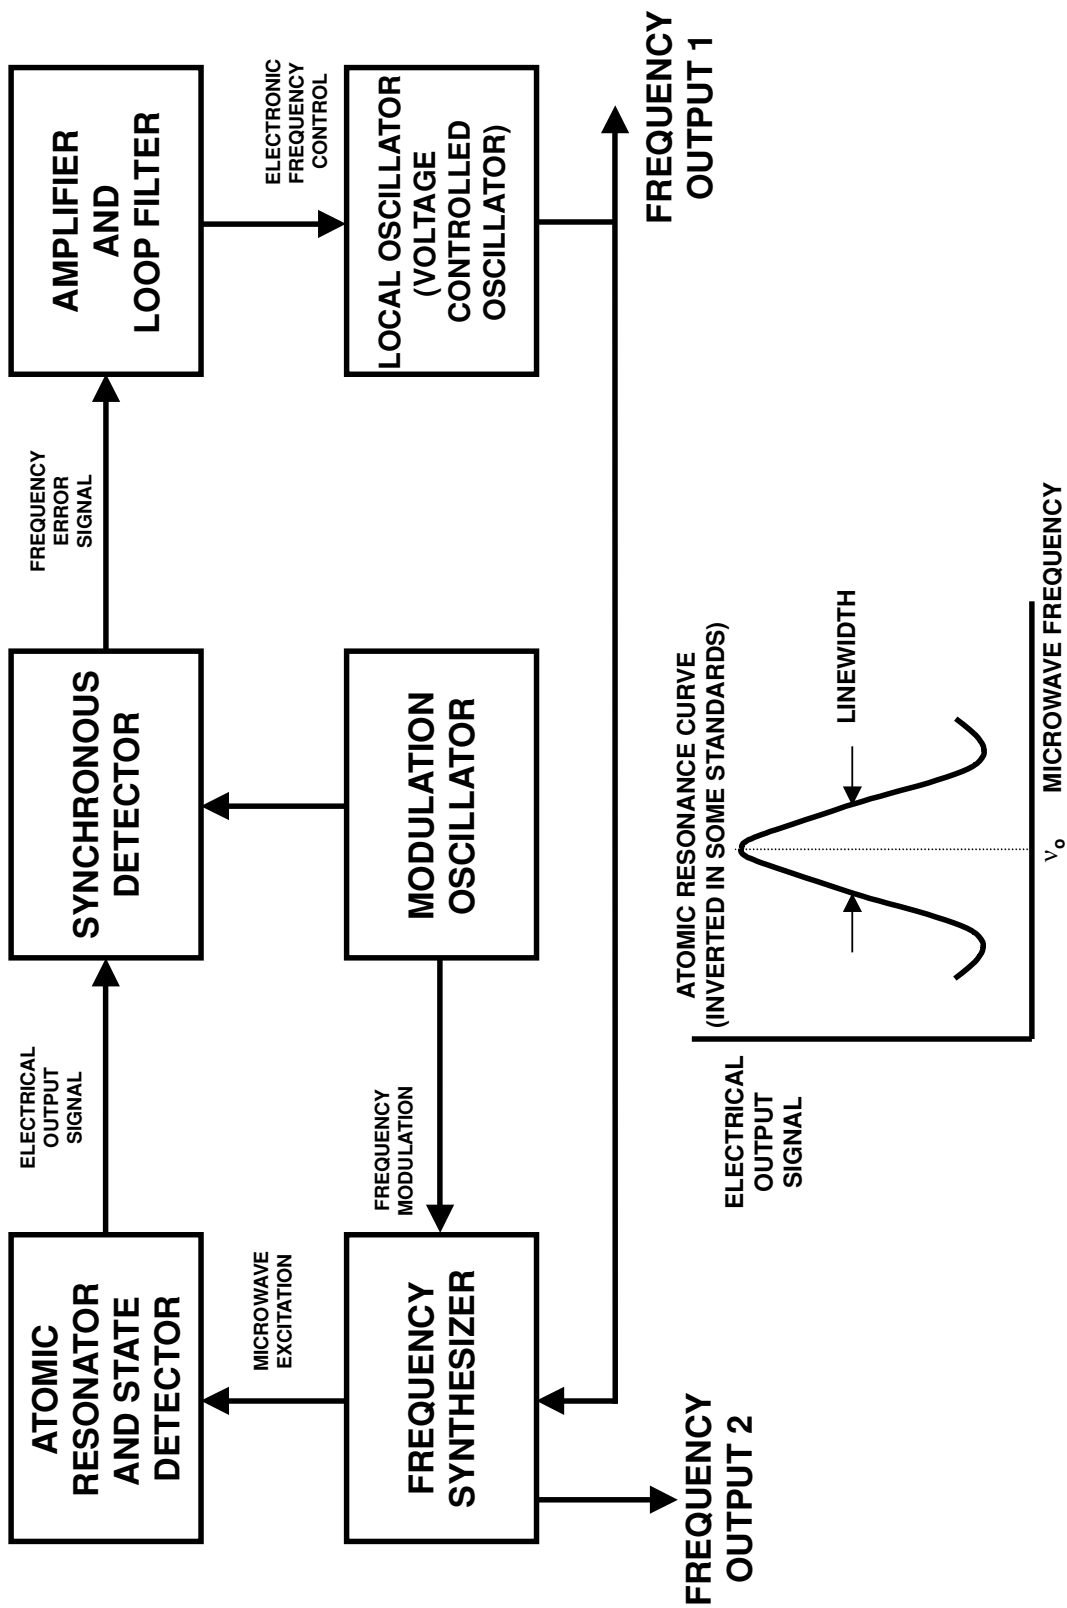 ATOMIC
RESONATOR
AND STATE
DETECTOR
ELECTRICAL
OUTPUT
SIGNAL
SYNCHRONOUS
DETECTOR
FREQUENCY
ERROR
SIGNAL
AMPLIFIER
AND
LOOP FILTER
MICROWAVE
EXCITATION
ELECTRONIC
FREQUENCY
CONTROL
FREQUENCY
SYNTHESIZER
FREQUENCY
MODULATION
MODULATION
OSCILLATOR
LOCAL OSCILLATOR
(VOLTAGE
CONTROLLED
OSCILLATOR)
FREQUENCY
OUTPUT 2
FREQUENCY
OUTPUT 1
ATOMIC RESONANCE CURVE
(INVERTED IN SOME STANDARDS)
ELECTRICAL
OUTPUT
SIGNAL
LINEWIDTH
νo
MICROWAVE FREQUENCY